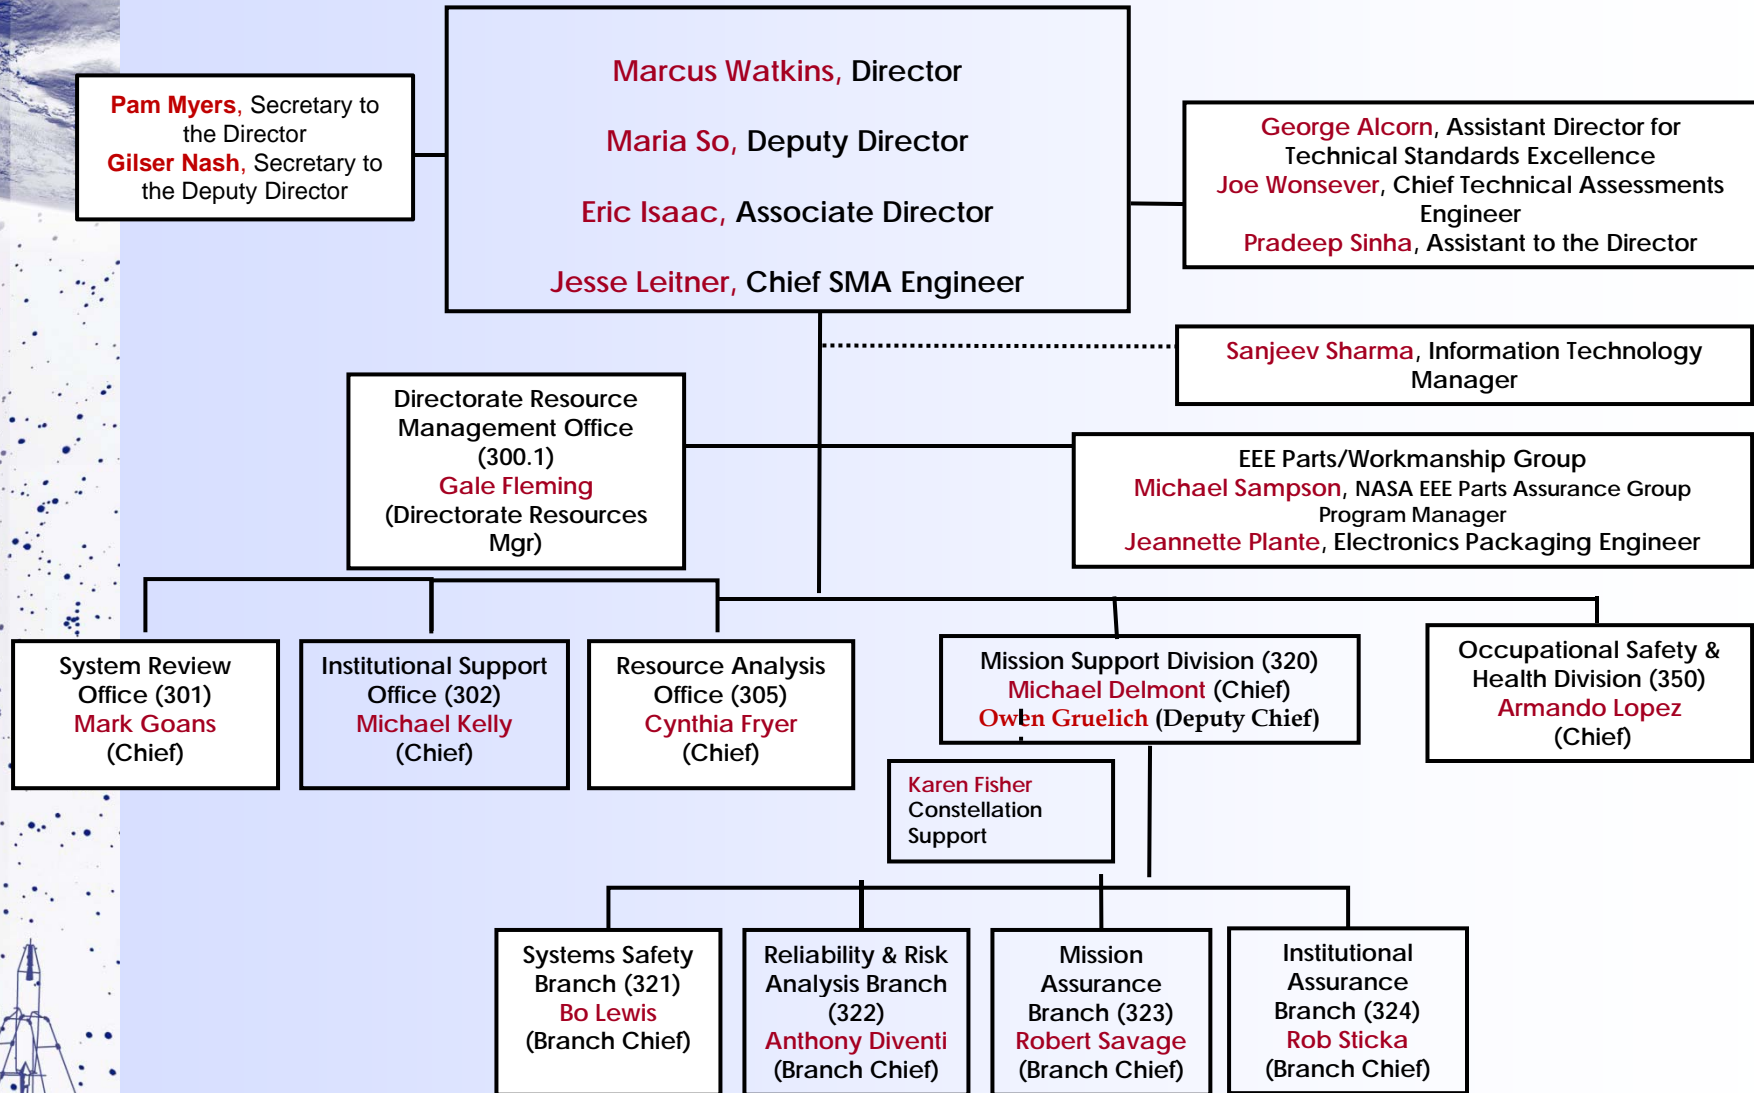 Marcus Watkins, Director
Maria So, Deputy Director
Eric Isaac, Associate Director
Jesse Leitner, Chief SMA Engineer
Pam Myers, Secretary to
the Director
Gilser Nash, Secretary to
the Deputy Director
George Alcorn, Assistant Director for
Technical Standards Excellence
Joe Wonsever, Chief Technical Assessments
Engineer
Pradeep Sinha, Assistant to the Director
Sanjeev Sharma, Information Technology
Manager
Directorate Resource
Management Office
(300.1)
Gale Fleming
(Directorate Resources
Mgr)
EEE Parts/Workmanship Group
Michael Sampson, NASA EEE Parts Assurance Group
Program Manager
Jeannette Plante, Electronics Packaging Engineer
System Review
Office (301)
Mark Goans
(Chief)
Institutional Support
Office (302)
Michael Kelly
(Chief)
Resource Analysis
Office (305)
Cynthia Fryer
(Chief)
Mission Support Division (320)
Michael Delmont (Chief)
Owen Gruelich (Deputy Chief)
Occupational Safety &
Health Division (350)
Armando Lopez
(Chief)
Karen Fisher
Constellation
Support
Systems Safety
Branch (321)
Bo Lewis
(Branch Chief)
Reliability & Risk
Analysis Branch
(322)
Anthony Diventi
(Branch Chief)
Mission
Assurance
Branch (323)
Robert Savage
(Branch Chief)
Institutional
Assurance
Branch (324)
Rob Sticka
(Branch Chief)